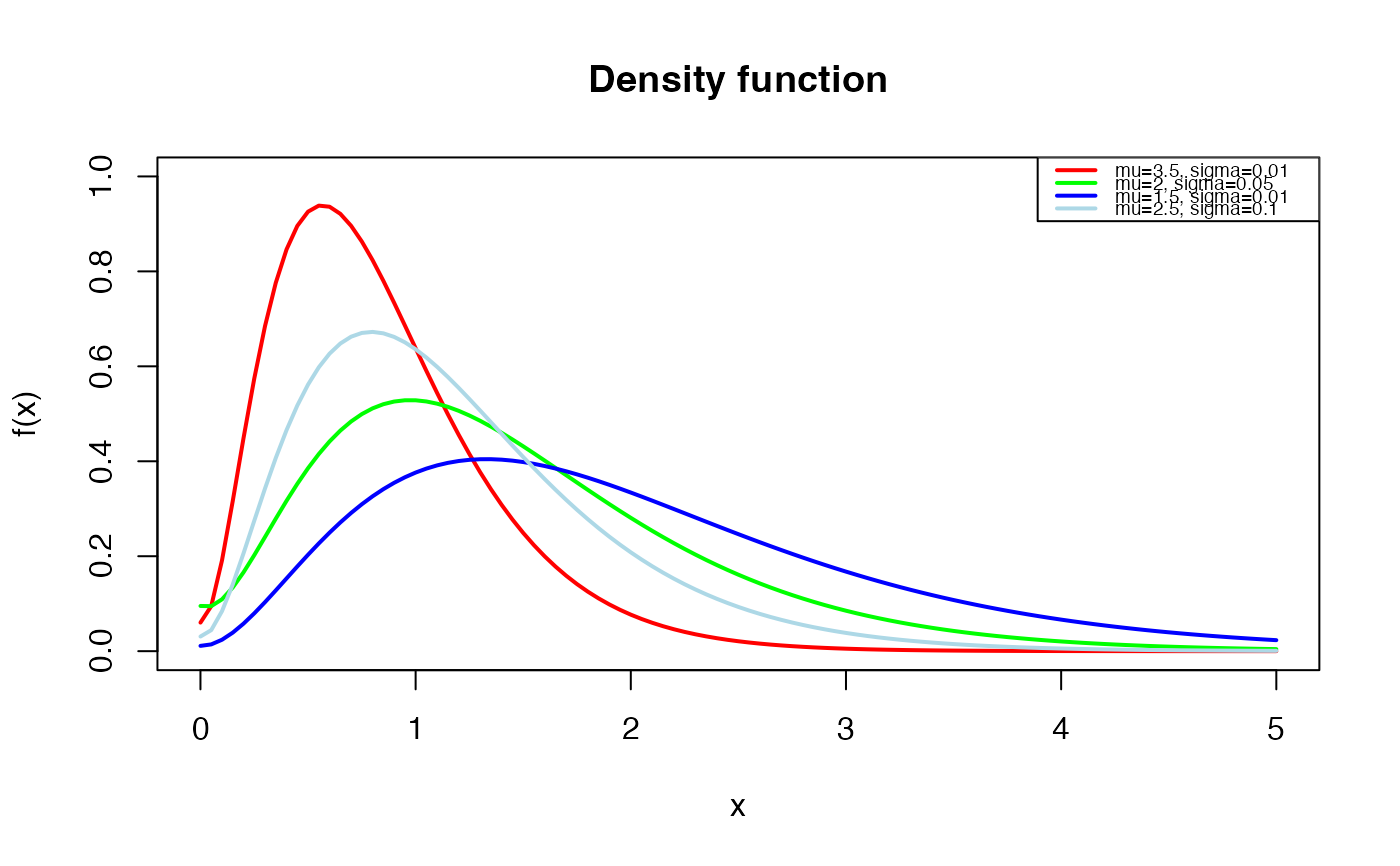 Density function
mu=3.5, sigma=0.01
mu=2, sigma=0.05
mu=1.5, sigma=0.01
mu=2.5, sigma=0.1
f(x)
1.0
0.8
0.6
0.4
0.2
0.0
0 1 2 3 4 5
x